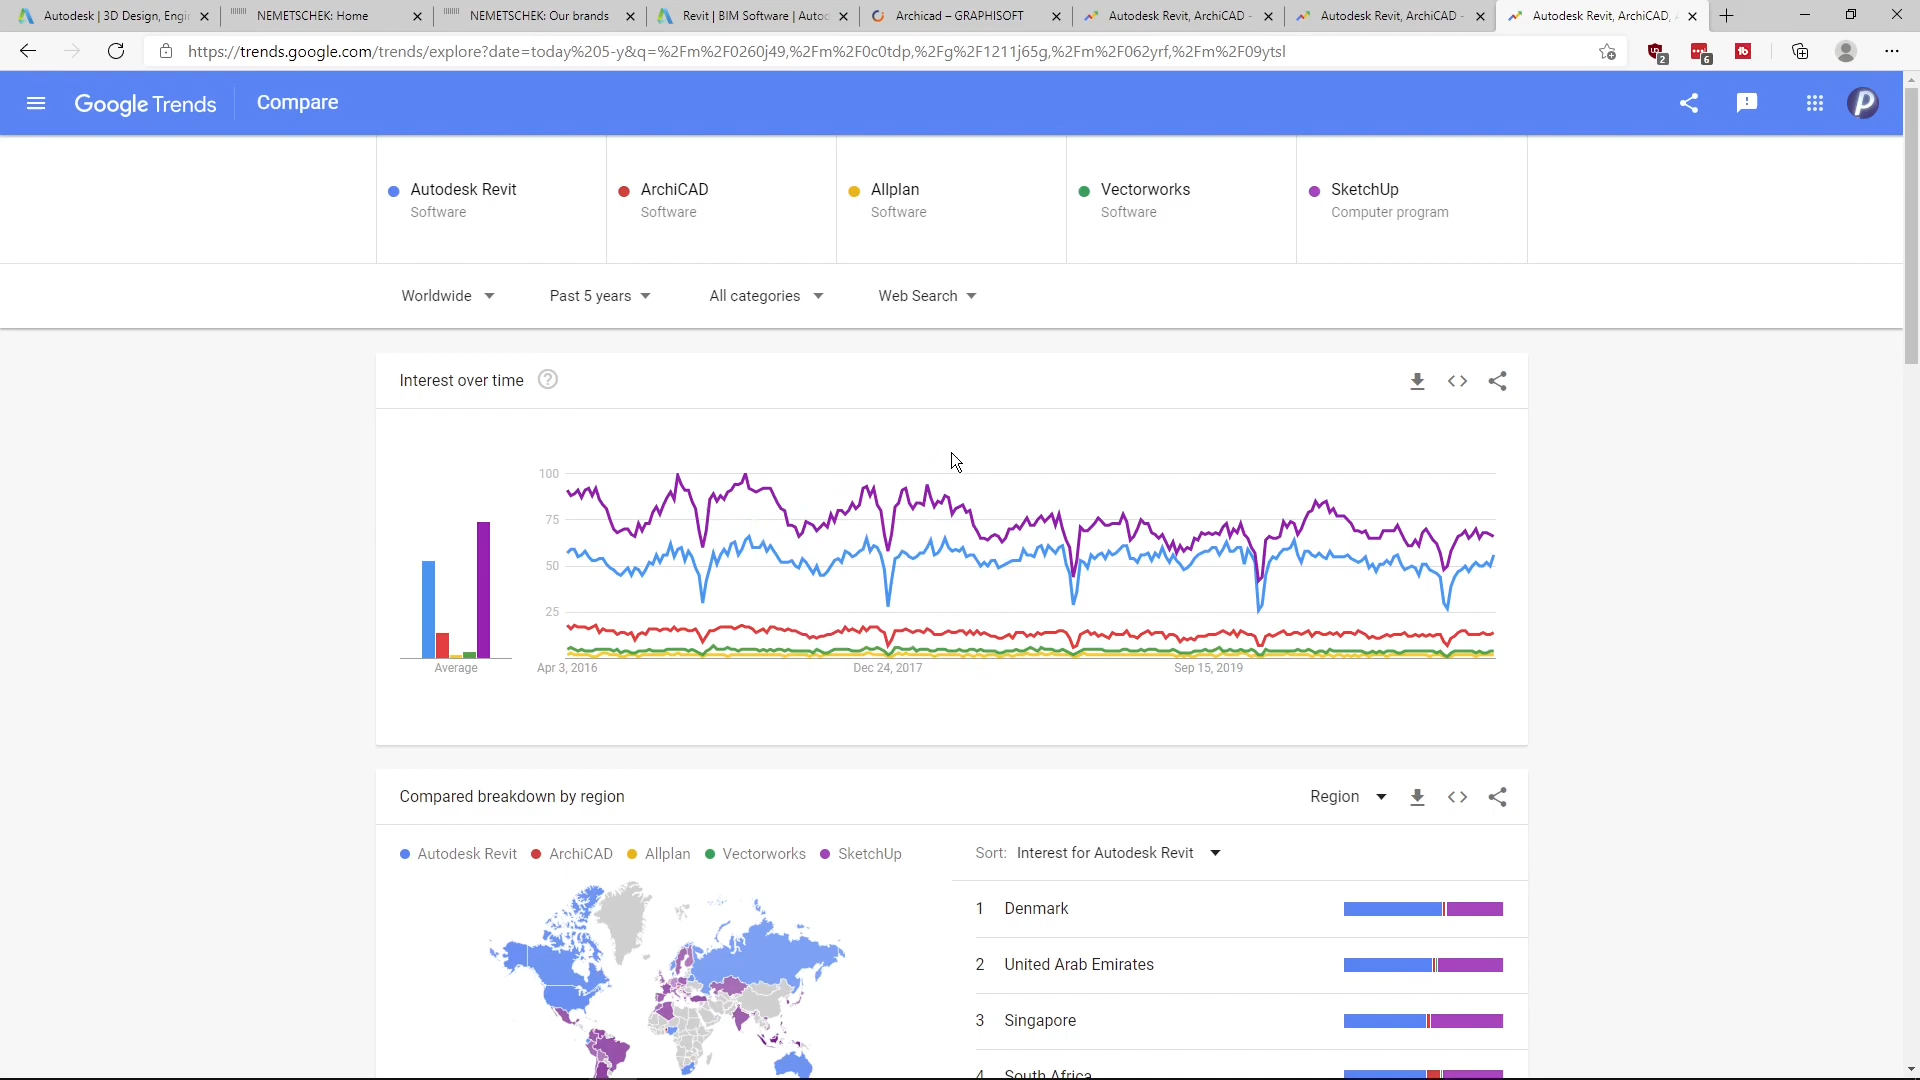 Autodesk | 3D Design, Engi
NEMETSCHEK: Home
NEMETSCHEK: Our brands
Revit | BIM Software | Autod
Archicad – GRAPHISOFT
Autodesk Revit, ArchiCAD -
Autodesk Revit, ArchiCAD -
Autodesk Revit, ArchiCAD,
https://trends.google.com/trends/explore?date=today%205-y&q=%2Fm%2F0260j49,%2Fm%2F0c0tdp,%2Fg%2F1211j65g,%2Fm%2F062yrf,%2Fm%2F09ytsl
2
6
Google Trends
Compare
Autodesk Revit
Software
ArchiCAD
Software
Allplan
Software
Vectorworks
Software
SketchUp
Computer program
Worldwide
Past 5 years
All categories
Web Search
Interest over time
100
75
50
25
Average
Apr 3, 2016
Dec 24, 2017
Sep 15, 2019
Compared breakdown by region
Region
Autodesk Revit
ArchiCAD
Allplan
Vectorworks
SketchUp
Sort: Interest for Autodesk Revit
1 Denmark
2 United Arab Emirates
3 Singapore
4 South Africa